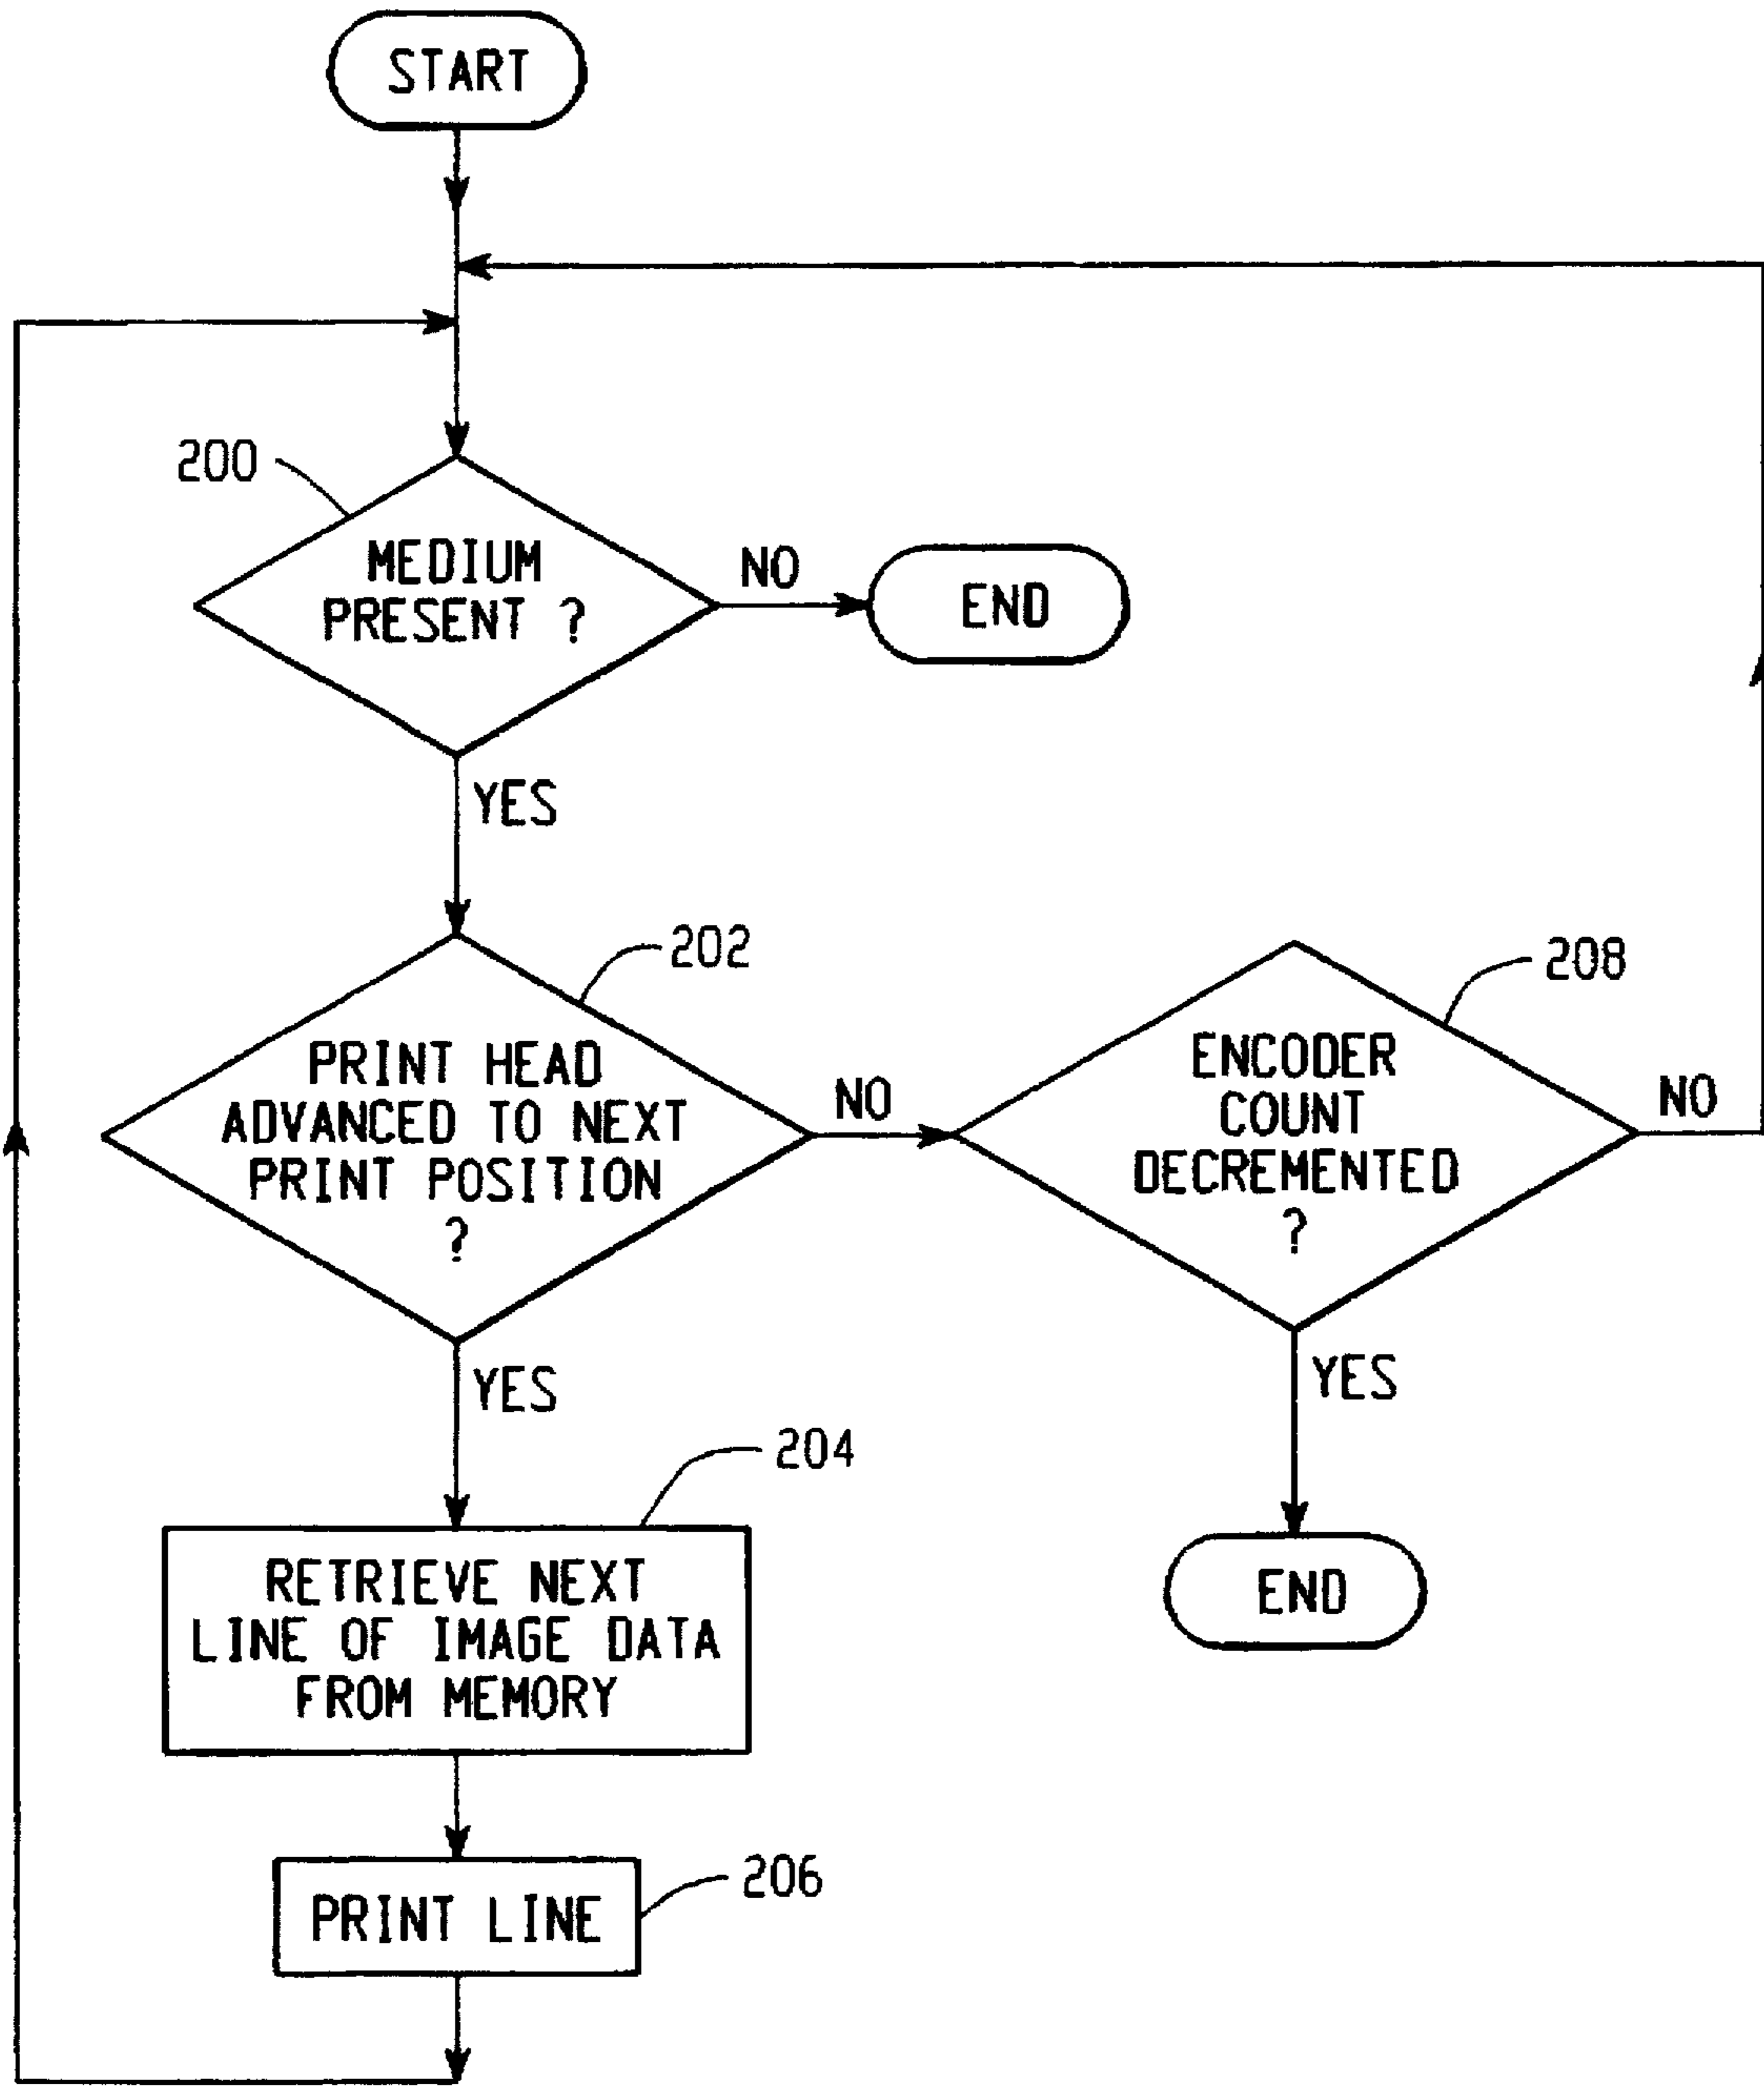 START
200
MEDIUM
PRESENT ?
NO
END
YES
202
PRINT HEAD
ADVANCED TO NEXT
PRINT POSITION
?
NO
208
ENCODER
COUNT
DECREMENTED
?
NO
YES
END
YES
204
RETRIEVE NEXT
LINE OF IMAGE DATA
FROM MEMORY
206
PRINT LINE